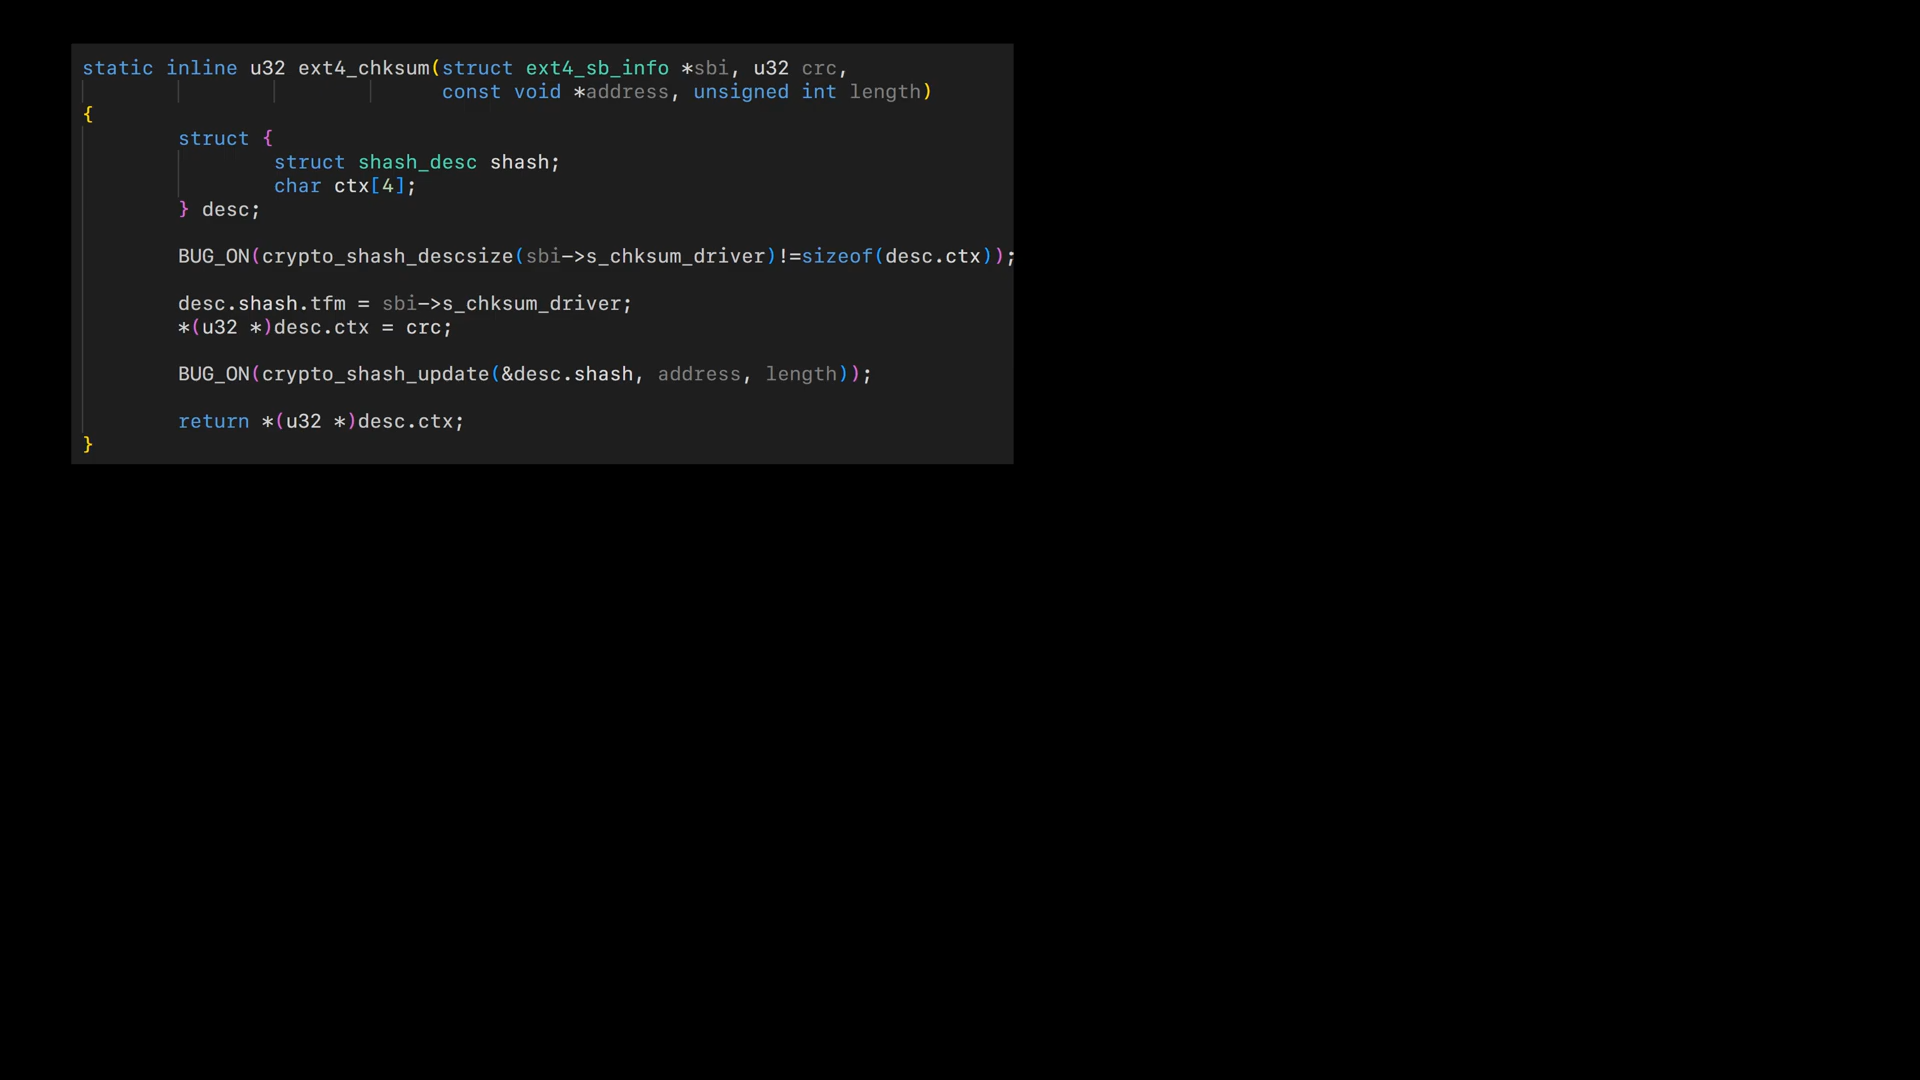 static inline u32 ext4_chksum(struct ext4_sb_info *sbi, u32 crc,
const void *address, unsigned int length)
{
struct {
struct shash_desc shash;
char ctx[4];
} desc;
BUG_ON(crypto_shash_descsize(sbi->s_chksum_driver)!=sizeof(desc.ctx));
desc.shash.tfm = sbi->s_chksum_driver;
*(u32 *)desc.ctx = crc;
BUG_ON(crypto_shash_update(&desc.shash, address, length));
return *(u32 *)desc.ctx;
}